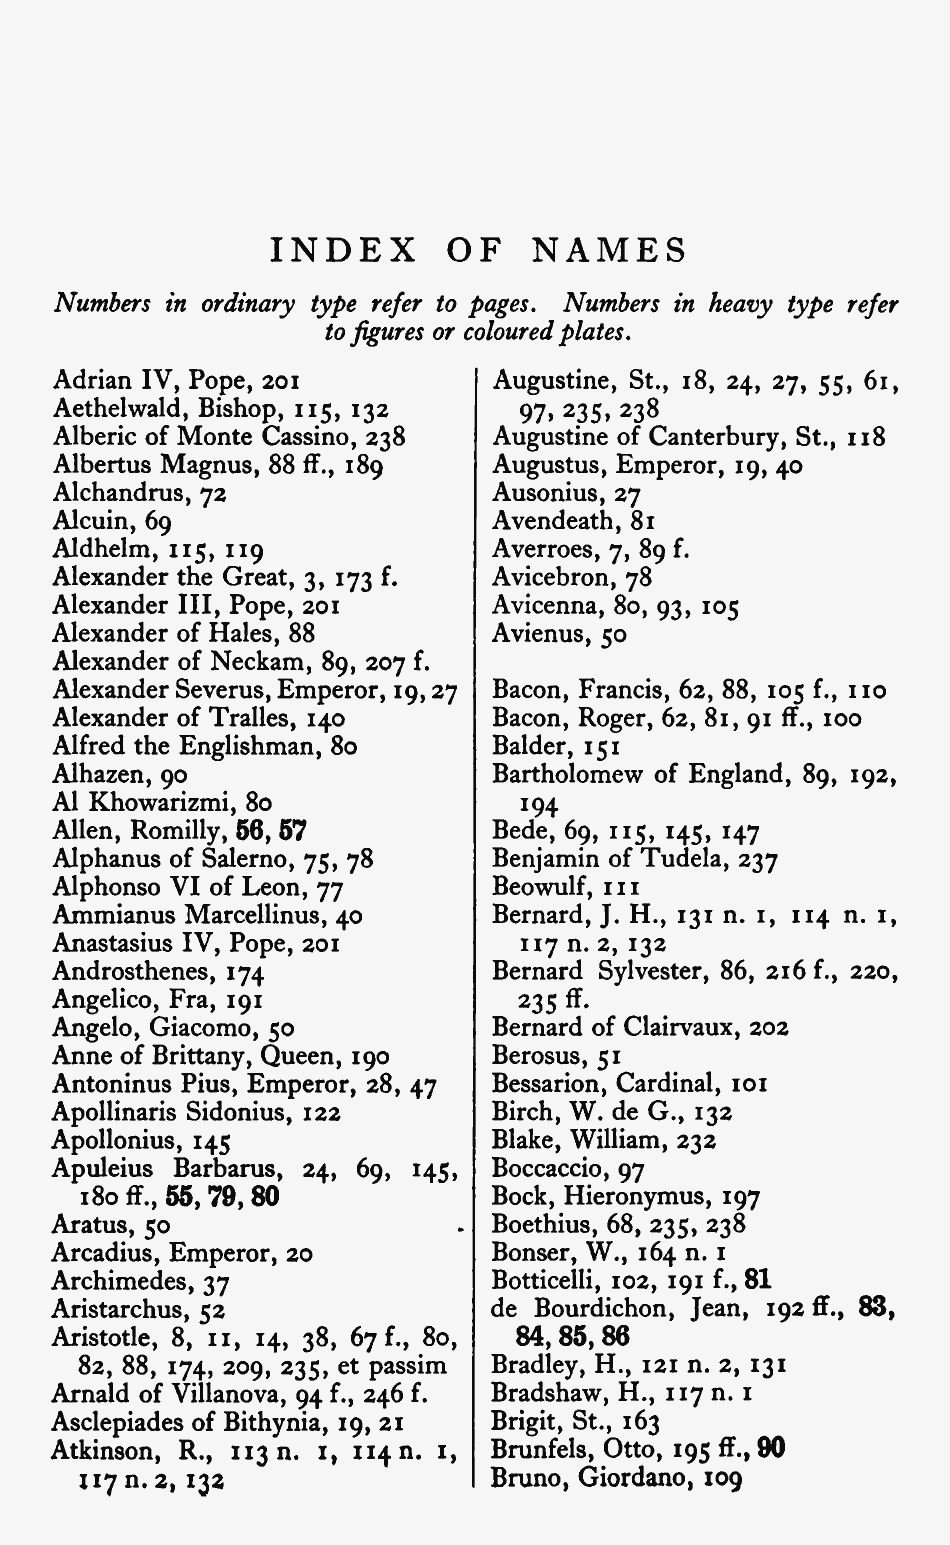 INDEX OF NAMES
Numbers in ordinary type refer to pages. Numbers in heavy type refer
to figures or coloured plates.
Adrian IV, Pope, 201
Aethelwald, Bishop, 115, 132
Alberic of Monte Cassino, 238
Albertus Magnus, 88 ff., 189
Alchandrus, 72
Alcuin, 69
Aldhelm, 115, 119
Alexander the Great, 3, 173 f.
Alexander III, Pope, 201
Alexander of Hales, 88
Alexander of Neckam, 89, 207 f.
Alexander Severus, Emperor, 19, 27
Alexander of Tralles, 140
Alfred the Englishman, 80
Alhazen, 90
Al Khowarizmi, 80
Allen, Romilly, 56, 57
Alphanus of Salerno, 75, 78
Alphonso VI of Leon, 77
Ammianus Marcellinus, 40
Anastasius IV, Pope, 201
Androsthenes, 174
Angelico, Fra, 191
Angelo, Giacomo, 50
Anne of Brittany, Queen, 190
Antoninus Pius, Emperor, 28, 47
Apollinaris Sidonius, 122
Apollonius, 145
Apuleius Barbarus, 24, 69, 145,
180 ff., 55, 79, 80
Aratus, 50
Arcadius, Emperor, 20
Archimedes, 37
Aristarchus, 52
Aristotle, 8, 11, 14, 38, 67 f., 80,
82, 88, 174, 209, 235, et passim
Arnald of Villanova, 94 f., 246 f.
Asclepiades of Bithynia, 19, 21
Atkinson, R., 113 n. 1, 114 n. 1,
117 n. 2, 132
Augustine, St., 18, 24, 27, 55, 61,
97, 235, 238
Augustine of Canterbury, St., 118
Augustus, Emperor, 19, 40
Ausonius, 27
Avendeath, 81
Averroes, 7, 89 f.
Avicebron, 78
Avicenna, 80, 93, 105
Avienus, 50
Bacon, Francis, 62, 88, 105 f., 110
Bacon, Roger, 62, 81, 91 ff., 100
Balder, 151
Bartholomew of England, 89, 192,
194
Bede, 69, 115, 145, 147
Benjamin of Tudela, 237
Beowulf, 111
Bernard, J. H., 131 n. 1, 114 n. 1,
117 n. 2, 132
Bernard Sylvester, 86, 216 f., 220,
235 ff.
Bernard of Clairvaux, 202
Berosus, 51
Bessarion, Cardinal, 101
Birch, W. de G., 132
Blake, William, 232
Boccaccio, 97
Bock, Hieronymus, 197
Boethius, 68, 235, 238
Bonser, W., 164 n. 1
Botticelli, 102, 191 f., 81
de Bourdichon, Jean, 192 ff., 83,
84, 85, 86
Bradley, H., 121 n. 2, 131
Bradshaw, H., 117 n. 1
Brigit, St., 163
Brunfels, Otto, 195 ff., 90
Bruno, Giordano, 109